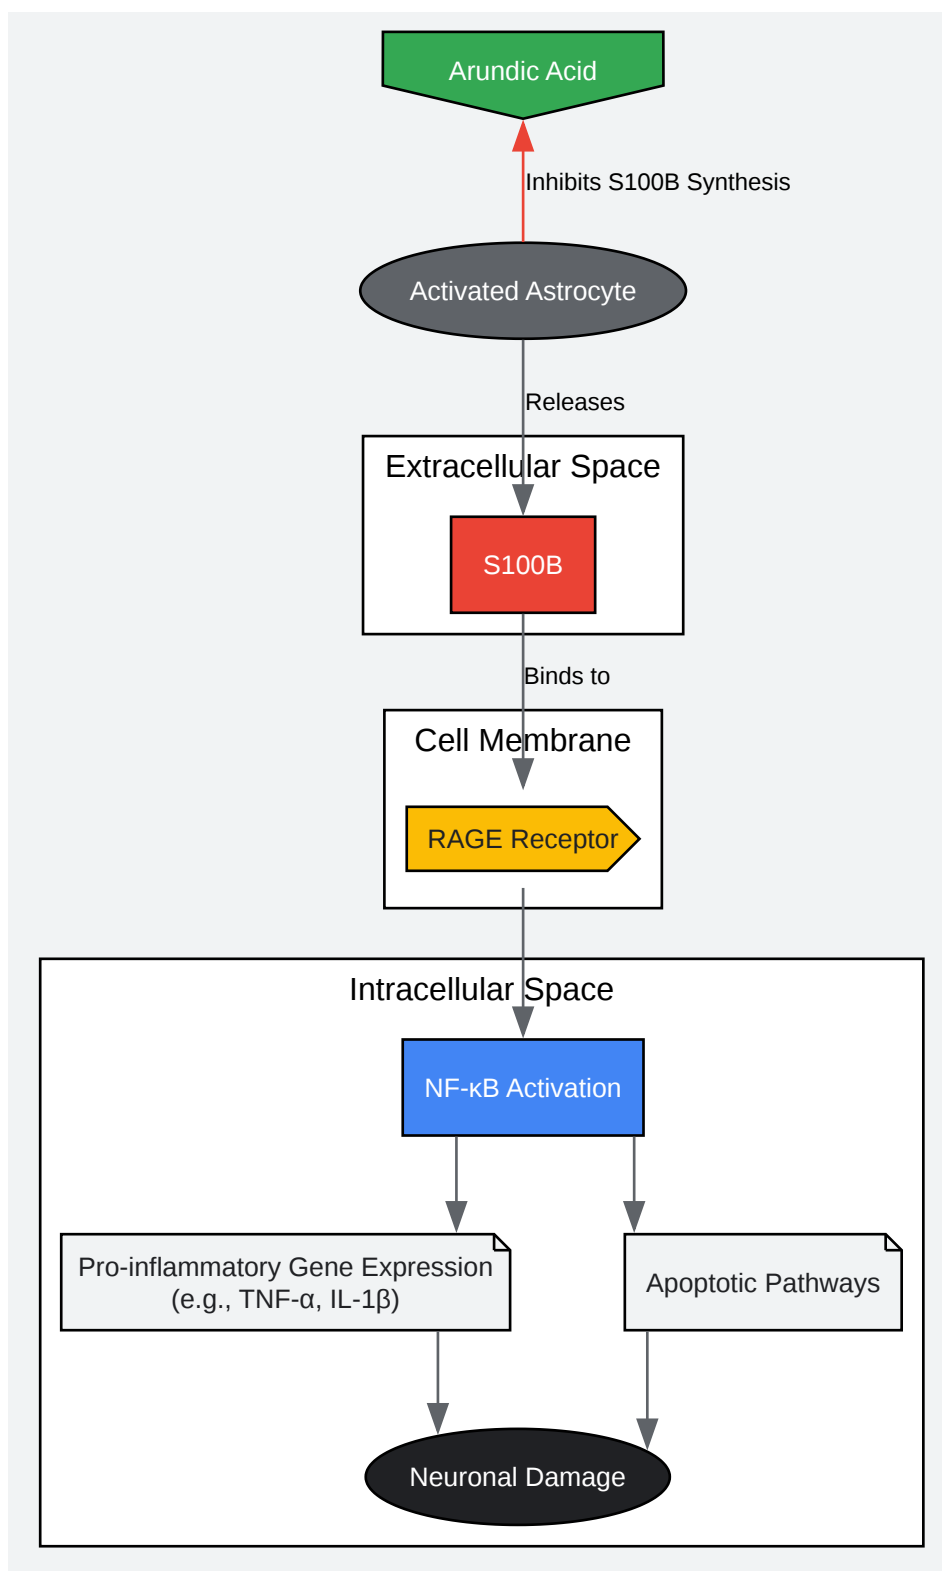 Arundic Acid
Inhibits S100B Synthesis
Activated Astrocyte
Releases
Extracellular Space
S100B
Binds to
Cell Membrane
RAGE Receptor
Intracellular Space
NF-κB Activation
Pro-inflammatory Gene Expression
(e.g., TNF-α, IL-1β)
Apoptotic Pathways
Neuronal Damage